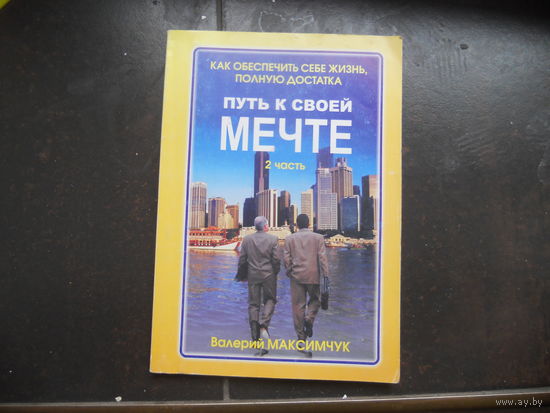 КАК ОБЕСПЕЧИТЬ СЕБЕ ЖИЗНЬ,
ПОЛНУЮ ДОСТАТКА
ПУТЬ К СВОЕЙ
МЕЧТЕ
2 часть
Валерий МАКСИМЧУК
www.ay.by